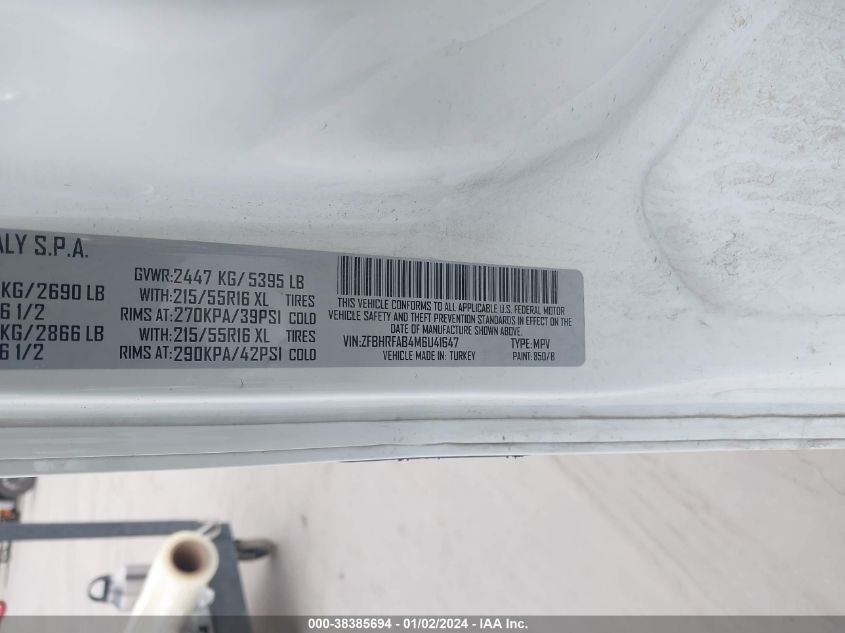 ALY S.P.A.
KG/2690 LB
6 1/2
KG/2866 LB
6 1/2
GVWR:2447 KG/5395 LB
WITH:215/55R16 XL TIRES
RIMS AT:270KPA/39PSI COLD
WITH:215/55R16 XL TIRES
RIMS AT:290KPA/42PSI COLD
THIS VEHICLE CONFORMS TO ALL APPLICABLE U.S. FEDERAL MOTOR
VEHICLE SAFETY AND THEFT PREVENTION STANDARDS IN EFFECT ON THE
DATE OF MANUFACTURE SHOWN ABOVE.
VIN:ZFBHRFAB4M6U41647 TYPE:MPV
VEHICLE MADE IN: TURKEY PAINT: 850/B
000-38385694 - 01/02/2024 - IAA Inc.